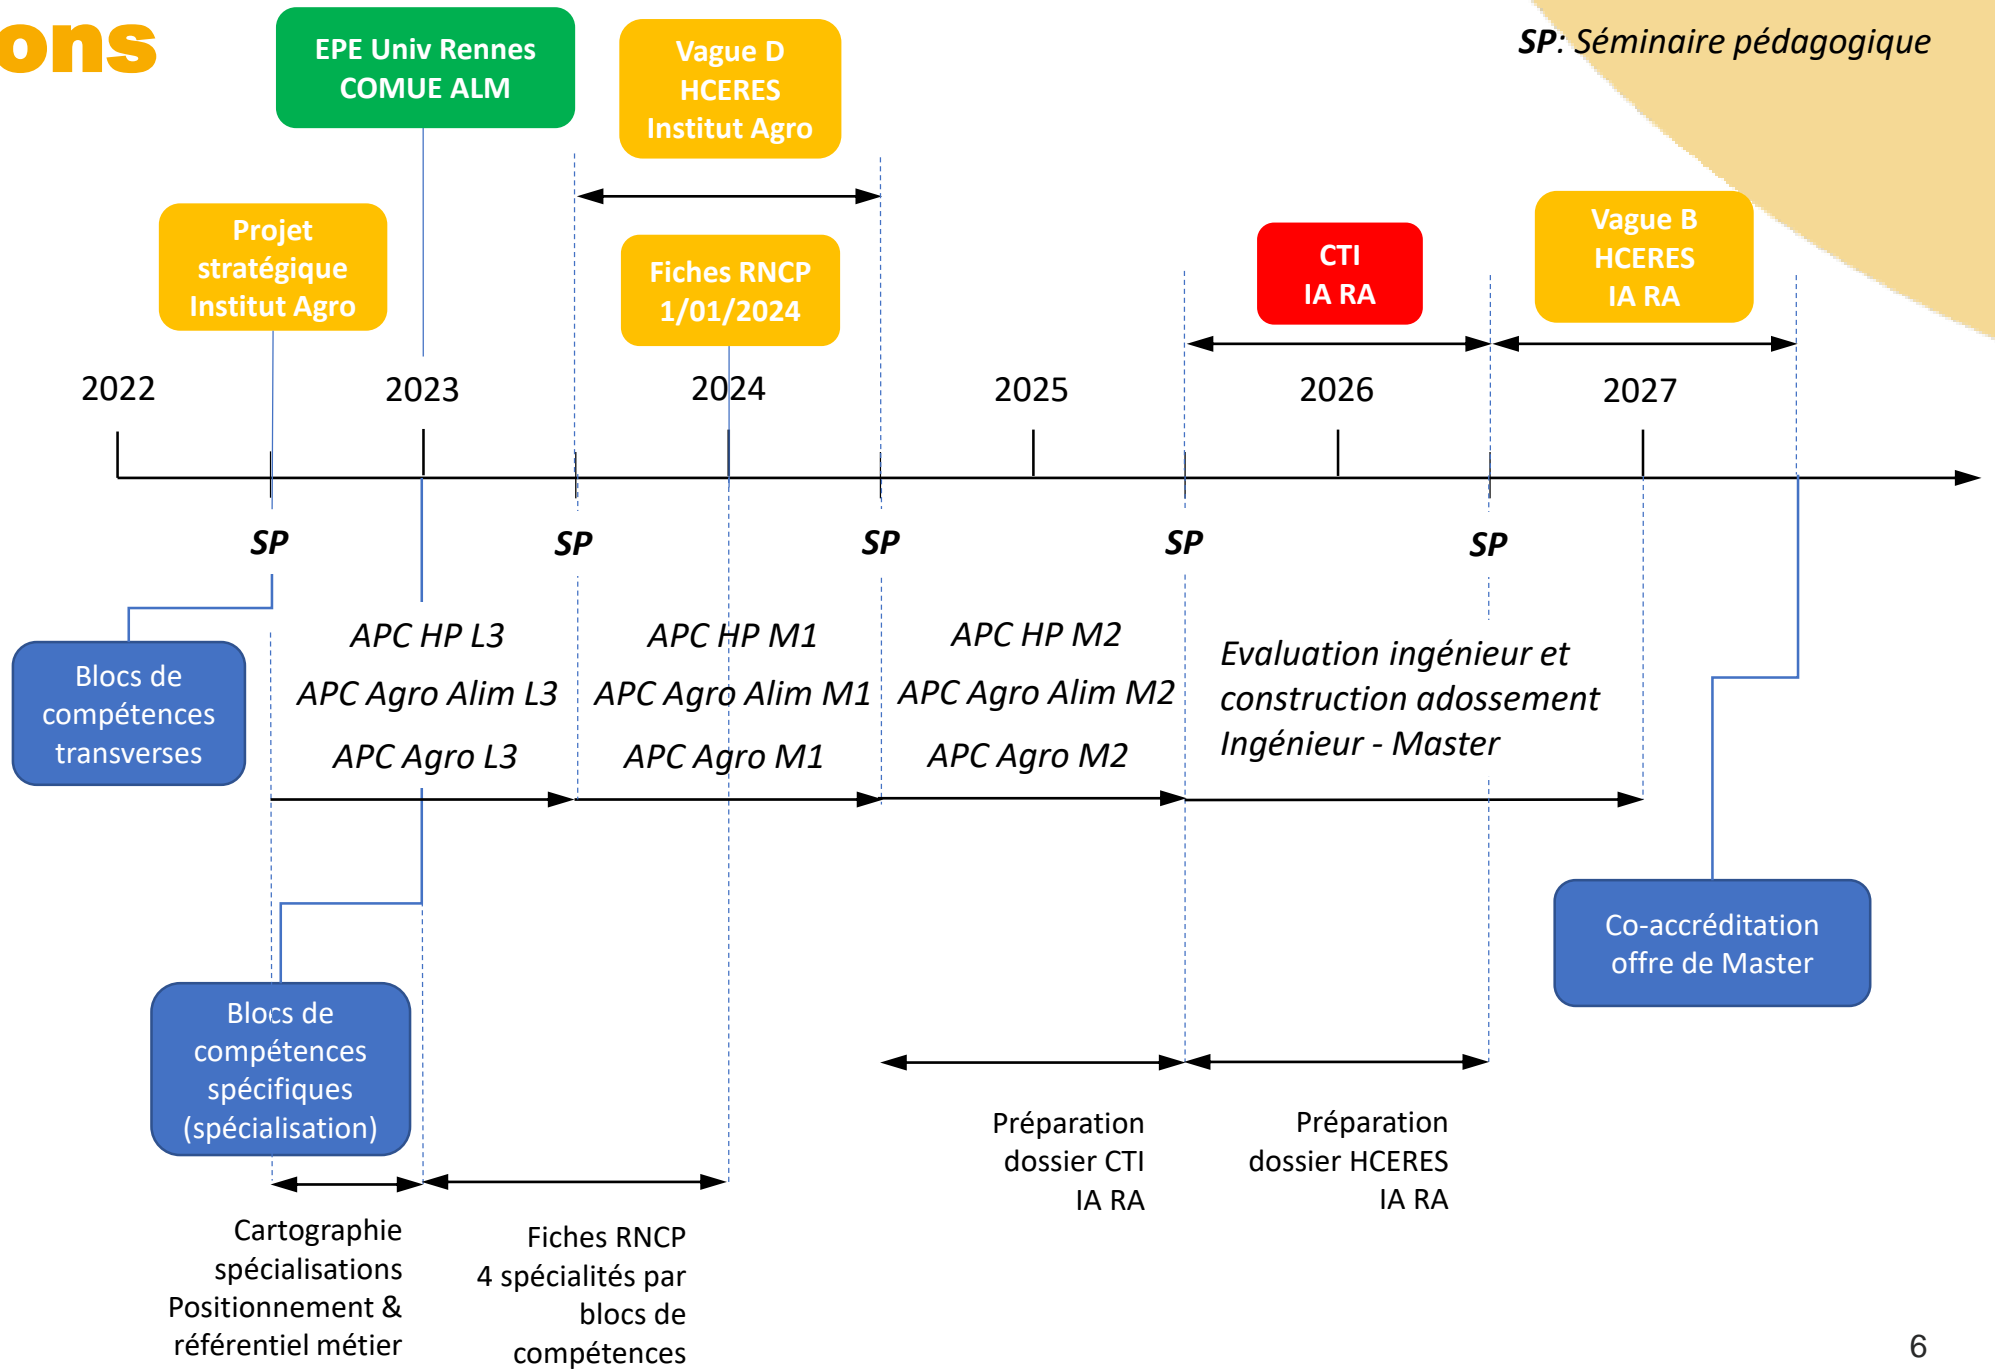 ons
SP: Séminaire pédagogique
EPE Univ Rennes
COMUE ALM
Vague D
HCERES
Institut Agro
Projet
stratégique
Institut Agro
Fiches RNCP
1/01/2024
CTI
IA RA
Vague B
HCERES
IA RA
2022
2023
2024
2025
2026
2027
SP
SP
SP
SP
SP
Blocs de
compétences
transverses
APC HP L3
APC Agro Alim L3
APC Agro L3
APC HP M1
APC Agro Alim M1
APC Agro M1
APC HP M2
APC Agro Alim M2
APC Agro M2
Evaluation ingénieur et
construction adossement
Ingénieur - Master
Co-accréditation
offre de Master
Blocs de
compétences
spécifiques
(spécialisation)
Préparation
dossier CTI
IA RA
Préparation
dossier HCERES
IA RA
Cartographie
spécialisations
Positionnement &
référentiel métier
Fiches RNCP
4 spécialités par
blocs de
compétences
6